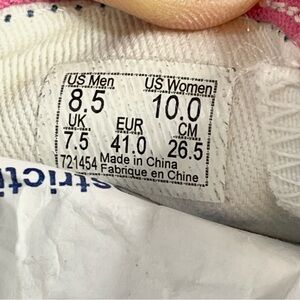 US Men US Women
8.5 10.0
UK EUR CM
7.5 41.0 26.5
721454 Made in China
Fabrique en Chine
stricti